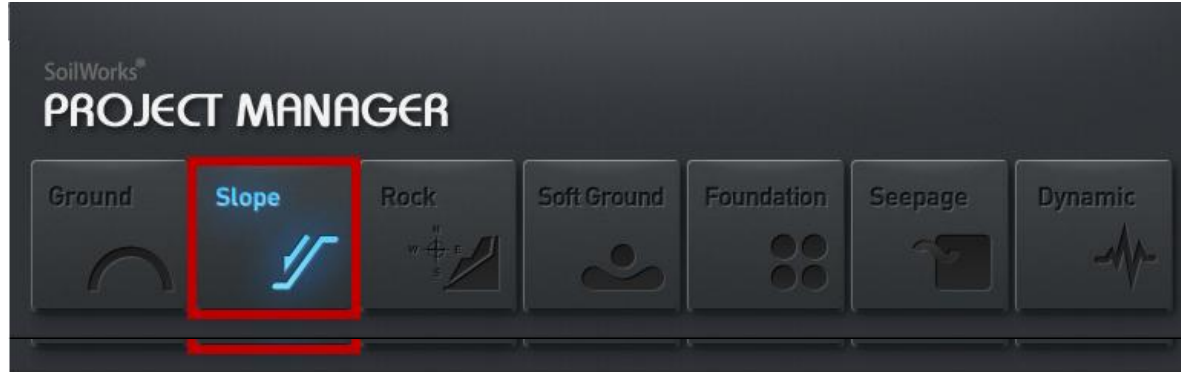 SoilWorks®
PROJECT MANAGER
Ground Slope Rock Soft Ground Foundation Seepage Dynamic
N
W E
S